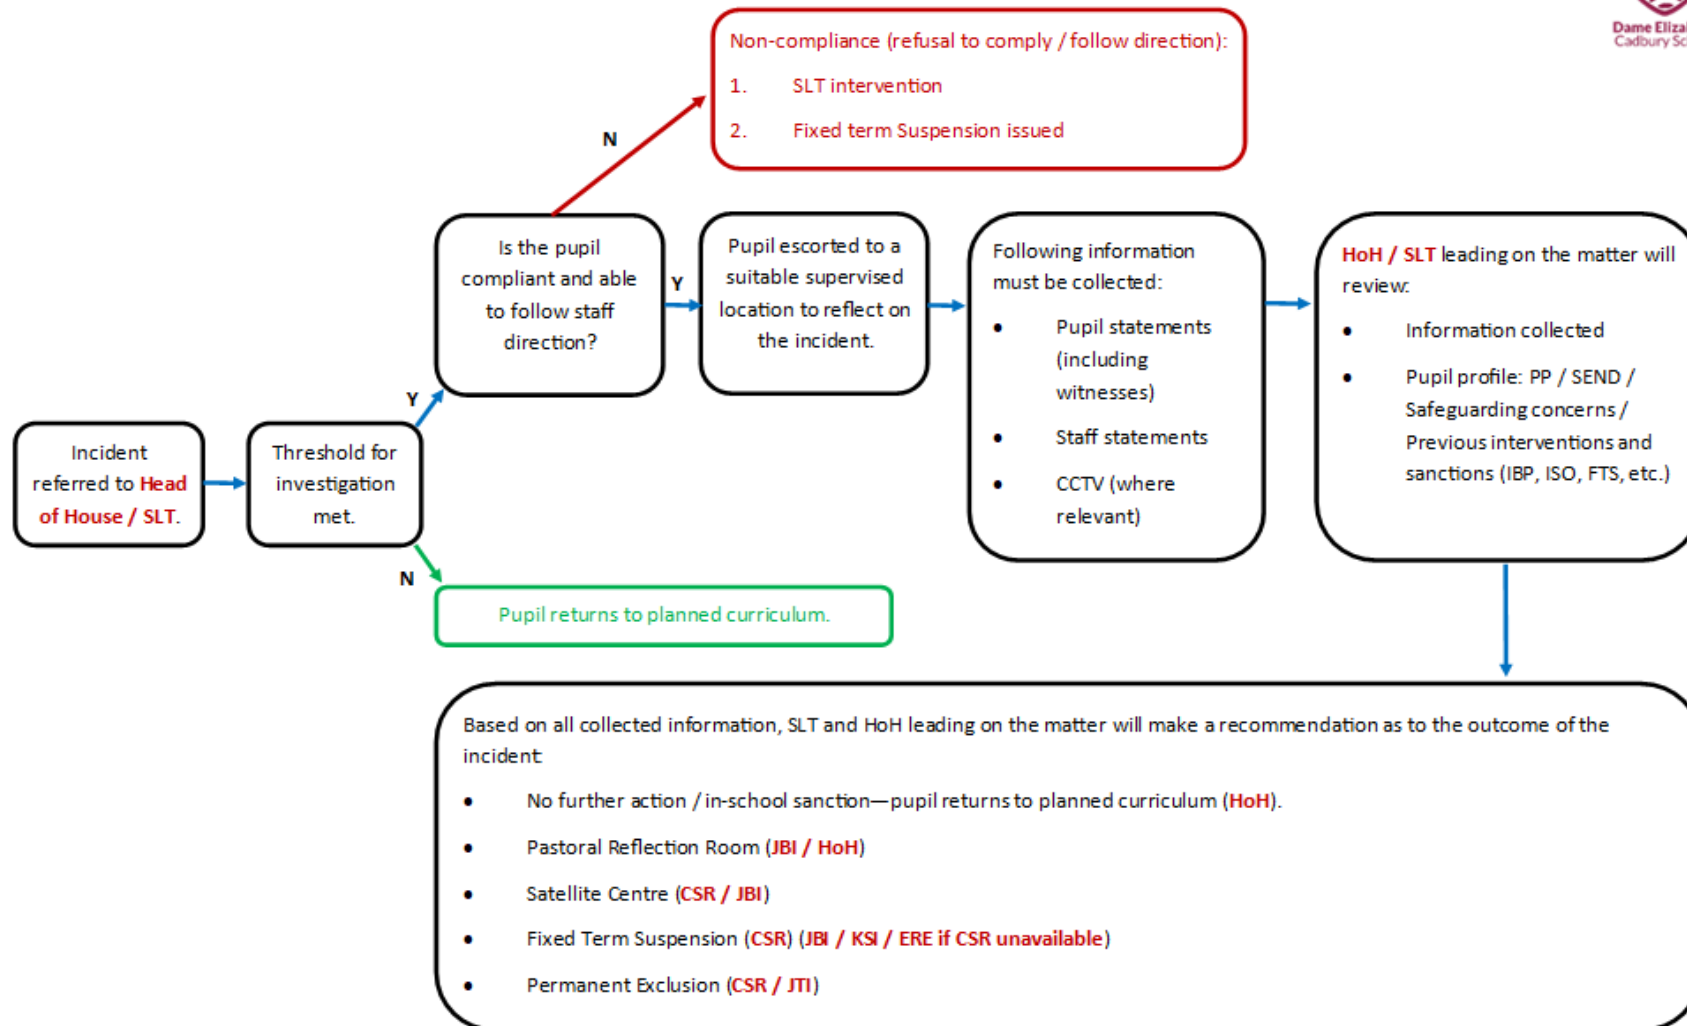 Dame Eliza
Cadbury Sc
Non-compliance (refusal to comply / follow direction):
1. SLT intervention
2. Fixed term Suspension issued
N
Is the pupil
compliant and able
to follow staff
direction?
Y
Pupil escorted to a
suitable supervised
location to reflect on
the incident.
Following information
must be collected:
• Pupil statements
(including
witnesses)
• Staff statements
• CCTV (where
relevant)
HoH / SLT leading on the matter will
review:
• Information collected
• Pupil profile: PP / SEND /
Safeguarding concerns /
Previous interventions and
sanctions (IBP, ISO, FTS, etc.)
Y
Incident
referred to Head
of House / SLT.
Threshold for
investigation
met.
N
Pupil returns to planned curriculum.
Based on all collected information, SLT and HoH leading on the matter will make a recommendation as to the outcome of the
incident:
• No further action / in-school sanction—pupil returns to planned curriculum (HoH).
• Pastoral Reflection Room (JBI / HoH)
• Satellite Centre (CSR / JBI)
• Fixed Term Suspension (CSR) (JBI / KSI / ERE if CSR unavailable)
• Permanent Exclusion (CSR / JTI)